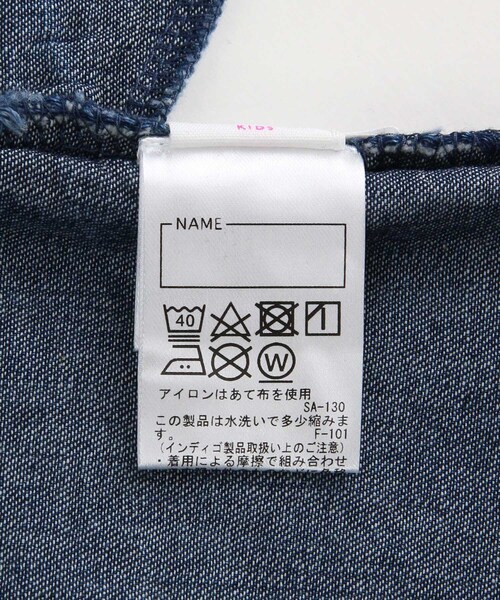 KIDS
NAME
40
W
アイロンはあて布を使用
SA-130
この製品は水洗いで多少縮みま
す。 F-101
(インディゴ製品取扱い上のご注意)
・着用による摩擦で組み合わせ